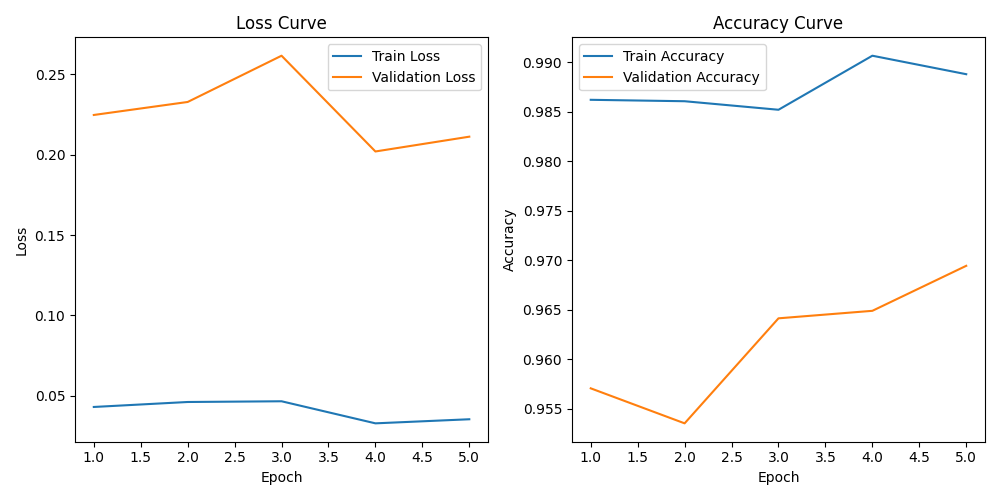 Loss Curve
Train Loss
Validation Loss
0.25
0.20
0.15
0.10
0.05
Loss
1.0 1.5 2.0 2.5 3.0 3.5 4.0 4.5 5.0
Epoch
Accuracy Curve
Train Accuracy
Validation Accuracy
0.990
0.985
0.980
0.975
0.970
0.965
0.960
0.955
Accuracy
1.0 1.5 2.0 2.5 3.0 3.5 4.0 4.5 5.0
Epoch